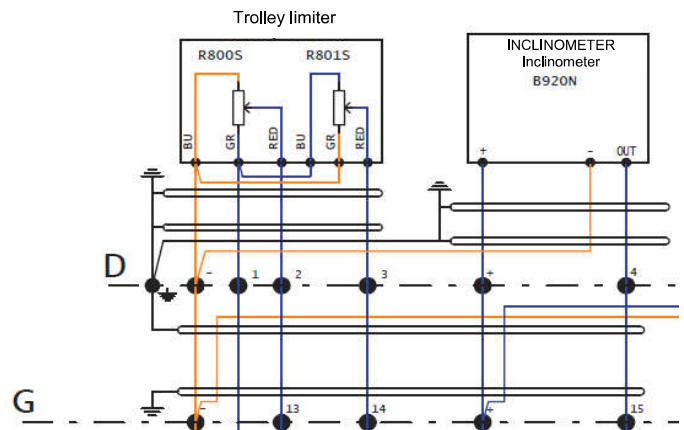 Trolley limiter
R800S R801S
INCLINOMETER
Inclinometer
B920N
BU GR RED BU GR RED
+ - OUT
D - 1 2 3 + 4
G - 13 14 + 15